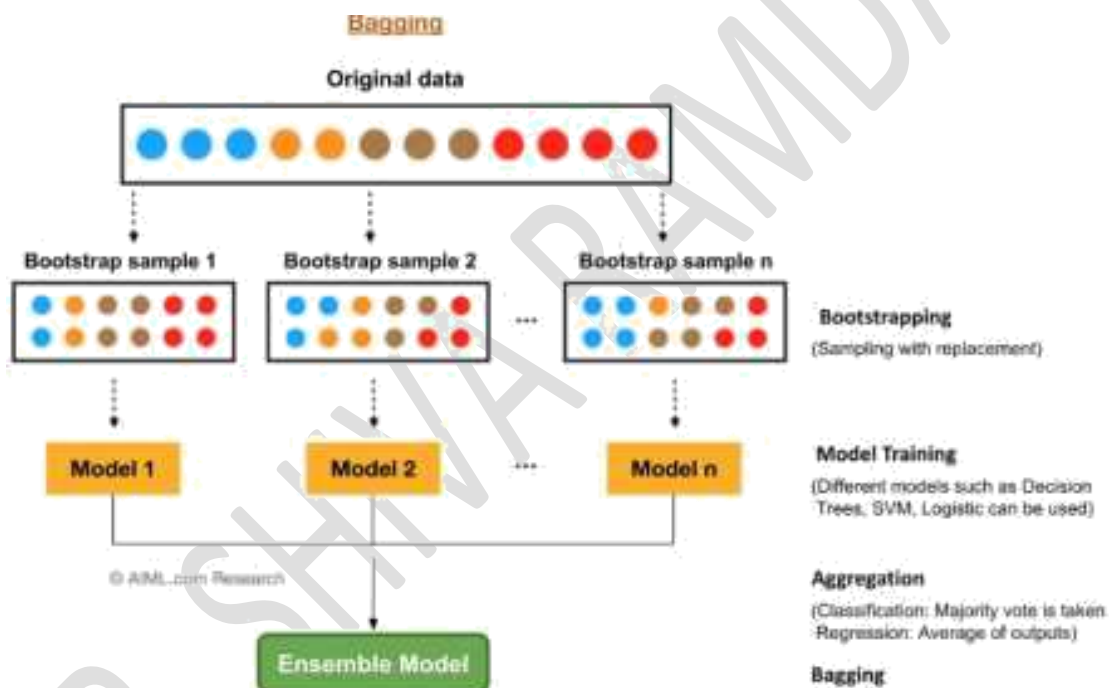 Bagging
Original data
Bootstrap sample 1
Bootstrap sample 2
Bootstrap sample n
...
Bootstrapping
(Sampling with replacement)
Model 1
Model 2
...
Model n
Model Training
(Different models such as Decision
Trees, SVM, Logistic can be used)
© AIML.com Research
Aggregation
(Classification: Majority vote is taken
Regression: Average of outputs)
Ensemble Model
Bagging
SHIVA RAMD